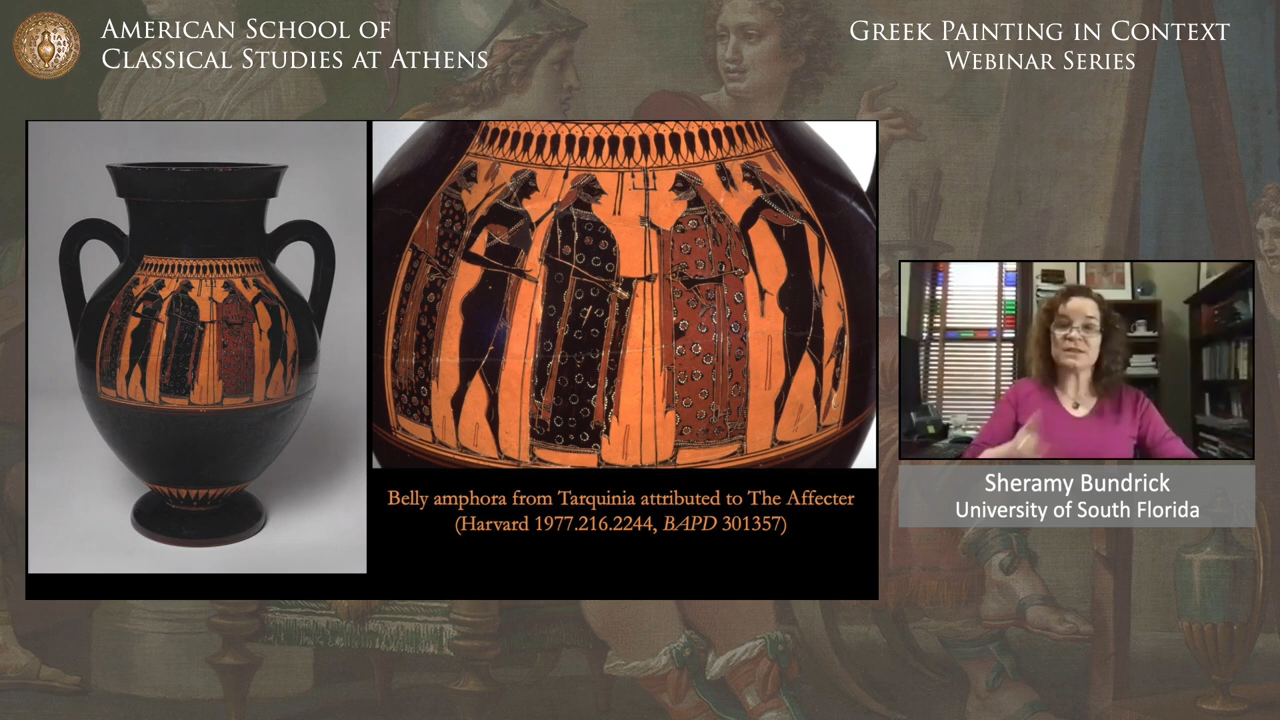 AMERICAN SCHOOL OF
CLASSICAL STUDIES AT ATHENS
GREEK PAINTING IN CONTEXT
WEBINAR SERIES
Belly amphora from Tarquinia attributed to The Affecter
(Harvard 1977.216.2244, BAPD 301357)
Sheramy Bundrick
University of South Florida